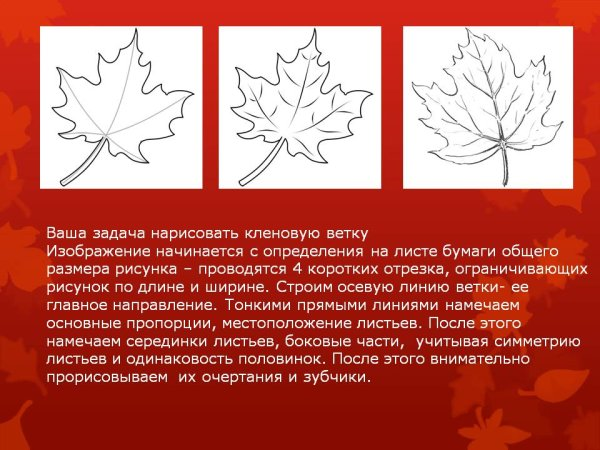 Ваша задача нарисовать кленовую ветку
Изображение начинается с определения на листе бумаги общего
размера рисунка – проводятся 4 коротких отрезка, ограничивающих
рисунок по длине и ширине. Строим осевую линию ветки- ее
главное направление. Тонкими прямыми линиями намечаем
основные пропорции, местоположение листьев. После этого
намечаем серединки листьев, боковые части,  учитывая симметрию
листьев и одинаковость половинок. После этого внимательно
прорисовываем  их очертания и зубчики.